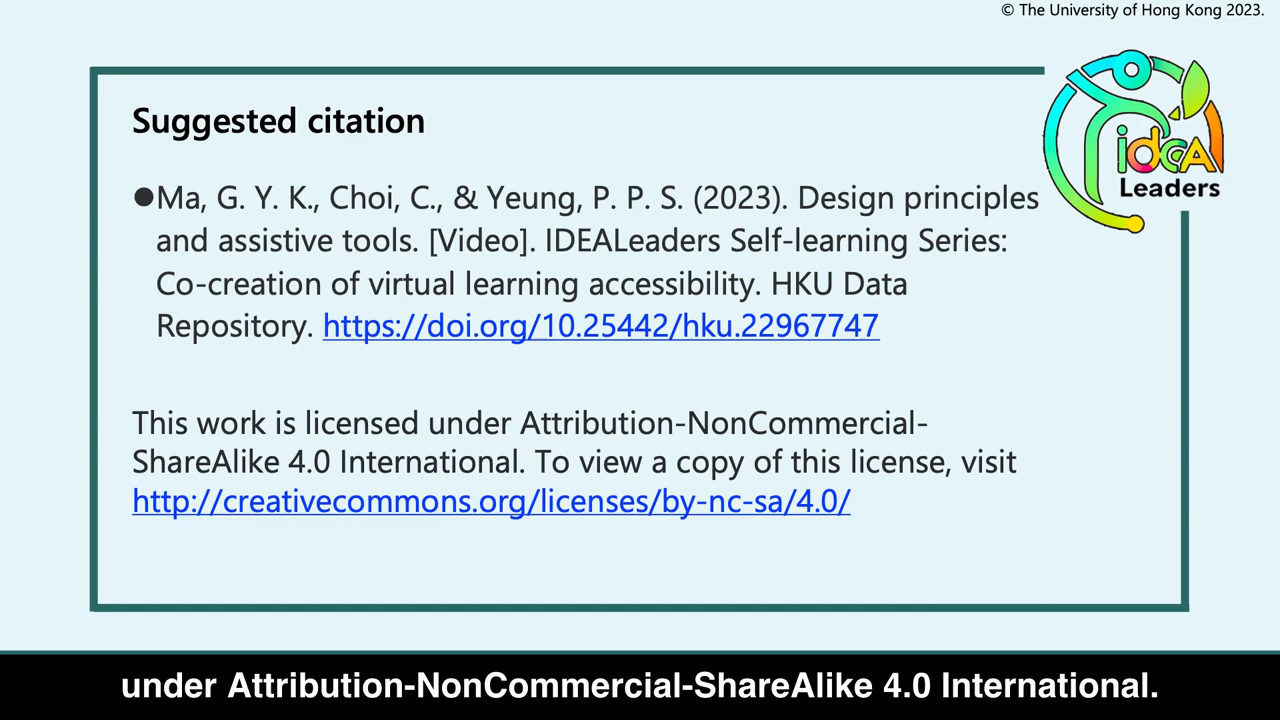 © The University of Hong Kong 2023.
Suggested citation
ideA
Leaders
●Ma, G. Y. K., Choi, C., & Yeung, P. P. S. (2023). Design principles
and assistive tools. [Video]. IDEALeaders Self-learning Series:
Co-creation of virtual learning accessibility. HKU Data
Repository. https://doi.org/10.25442/hku.22967747
This work is licensed under Attribution-NonCommercial-
ShareAlike 4.0 International. To view a copy of this license, visit
http://creativecommons.org/licenses/by-nc-sa/4.0/
under Attribution-NonCommercial-ShareAlike 4.0 International.